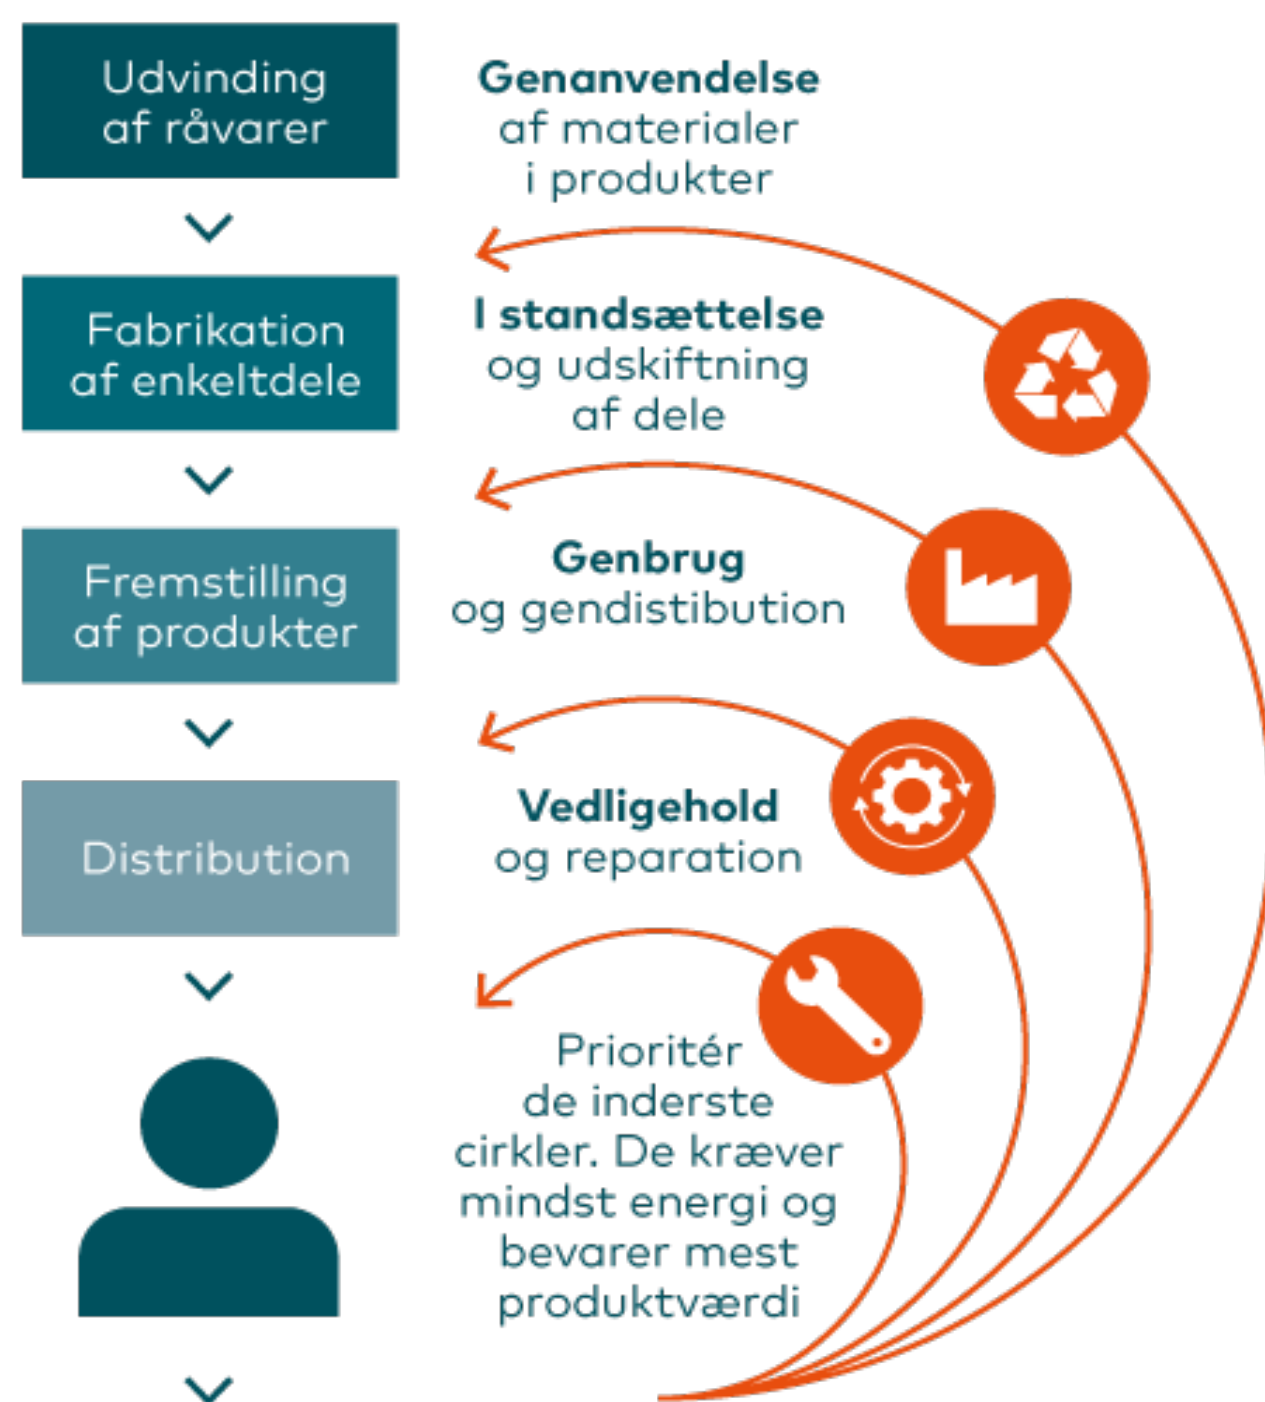 Udvinding
af råvarer
Genanvendelse
af materialer
i produkter
Fabrikation
af enkeltdele
I standsættelse
og udskiftning
af dele
Fremstilling
af produkter
Genbrug
og gendistibution
Distribution
Vedligehold
og reparation
Prioritér
de inderste
cirkler. De kræver
mindst energi og
bevarer mest
produktværdi